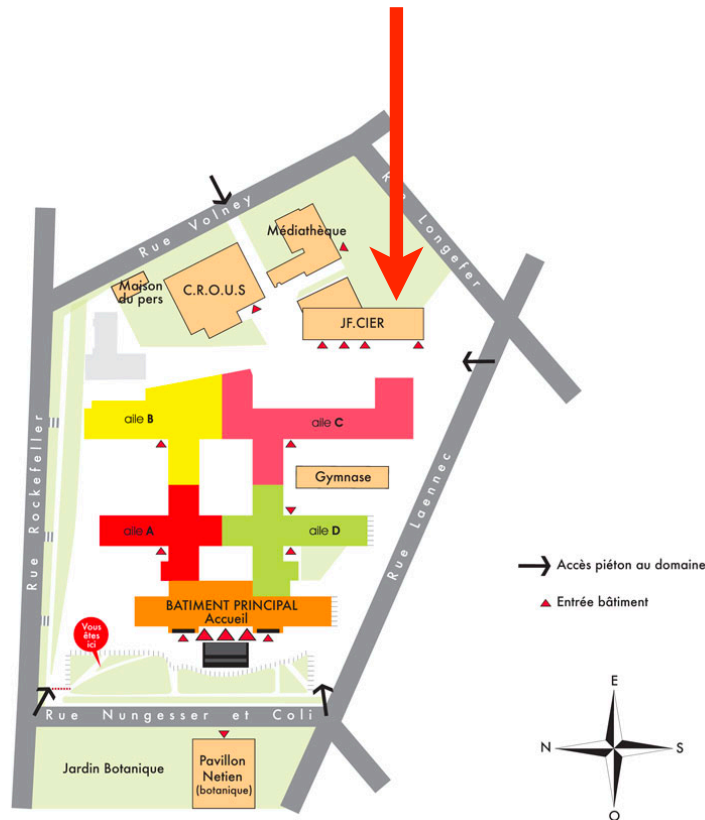 Rue Volney
Rue Longefer
Médiathèque
Maison
du pers
C.R.O.U.S
JF.CIER
aile B
aile C
Gymnase
Rue Rockefeller
Rue Laennec
aile A
aile D
Accès piéton au domaine
Entrée bâtiment
BATIMENT PRINCIPAL
Accueil
Vous
êtes
ici
Rue Nungesser et Coli
Jardin Botanique
Pavillon
Netien
(botanique)
E
N
S
O